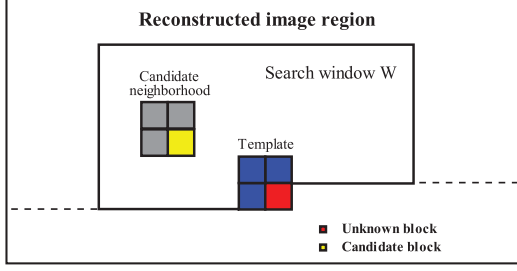 Reconstructed image region
Search window W
Candidate
neighborhood
Template
Unknown block
Candidate block